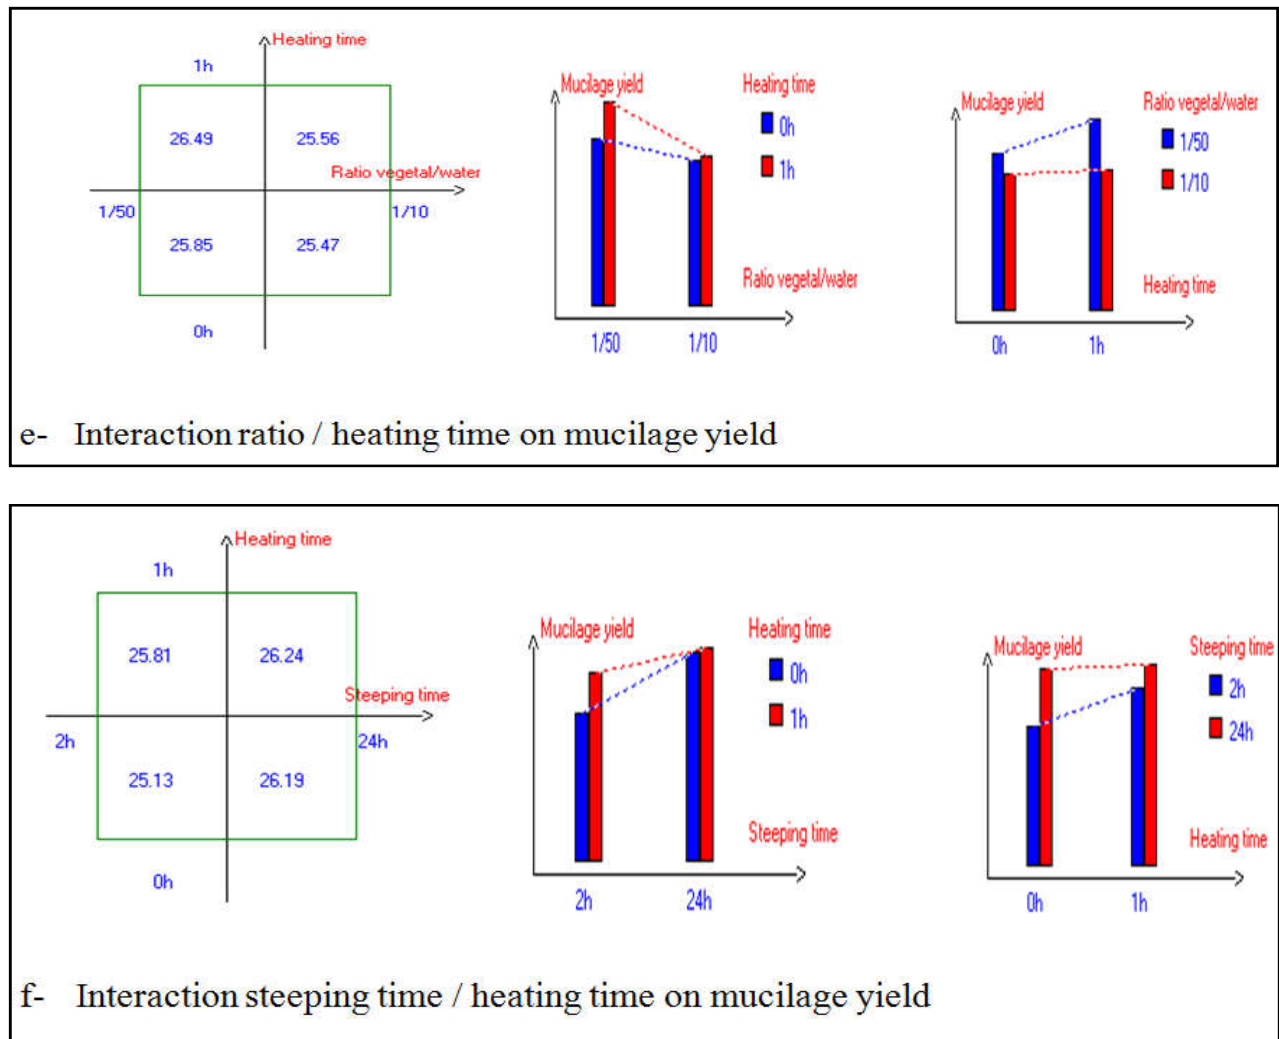 Heating time
1h
26.49 25.56
Ratio vegetal/water
1/50 1/10
25.85 25.47
0h
Mucilage yield
Heating time
0h
1h
Ratio vegetal/water
1/50 1/10
Mucilage yield
Ratio vegetal/water
1/50
1/10
Heating time
0h 1h
e- Interaction ratio / heating time on mucilage yield
Heating time
1h
25.81 26.24
Steeping time
2h 24h
25.13 26.19
0h
Mucilage yield
Heating time
0h
1h
Steeping time
2h 24h
Mucilage yield
Steeping time
2h
24h
Heating time
0h 1h
f- Interaction steeping time / heating time on mucilage yield